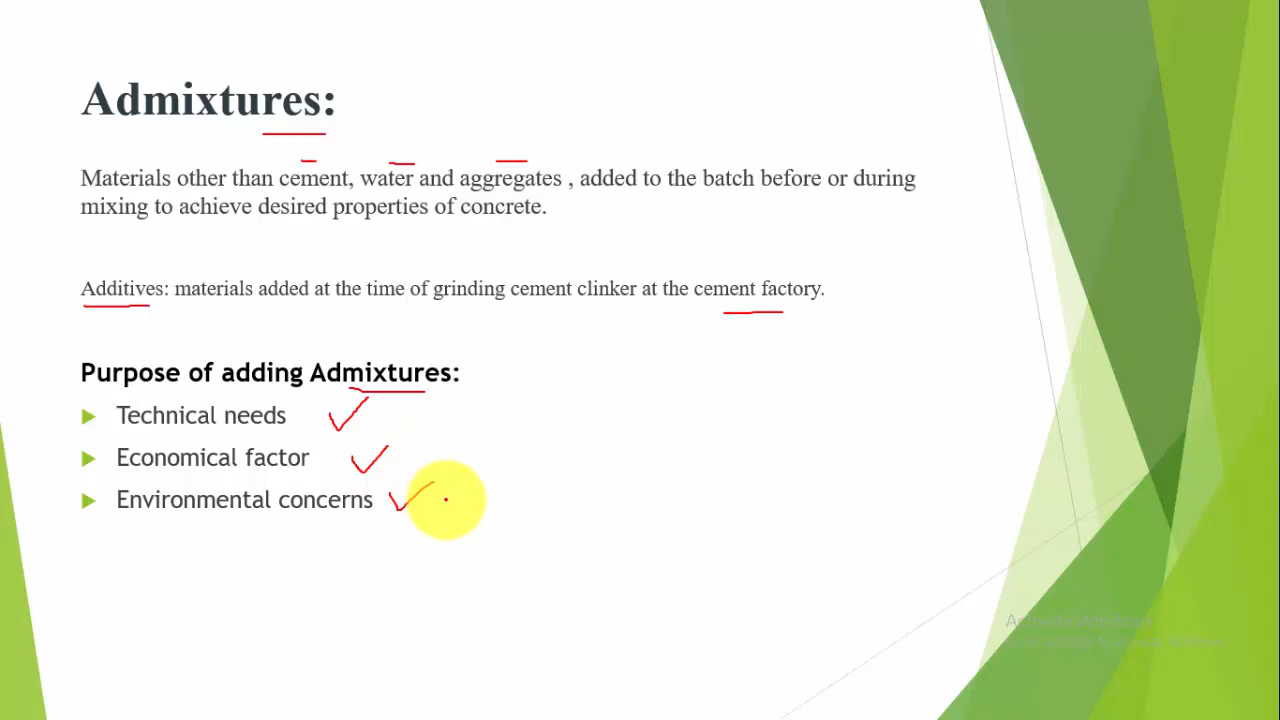 Admixtures:
Materials other than cement, water and aggregates , added to the batch before or during
mixing to achieve desired properties of concrete.
Additives: materials added at the time of grinding cement clinker at the cement factory.
Purpose of adding Admixtures:
Technical needs
Economical factor
Environmental concerns
Activate Windows